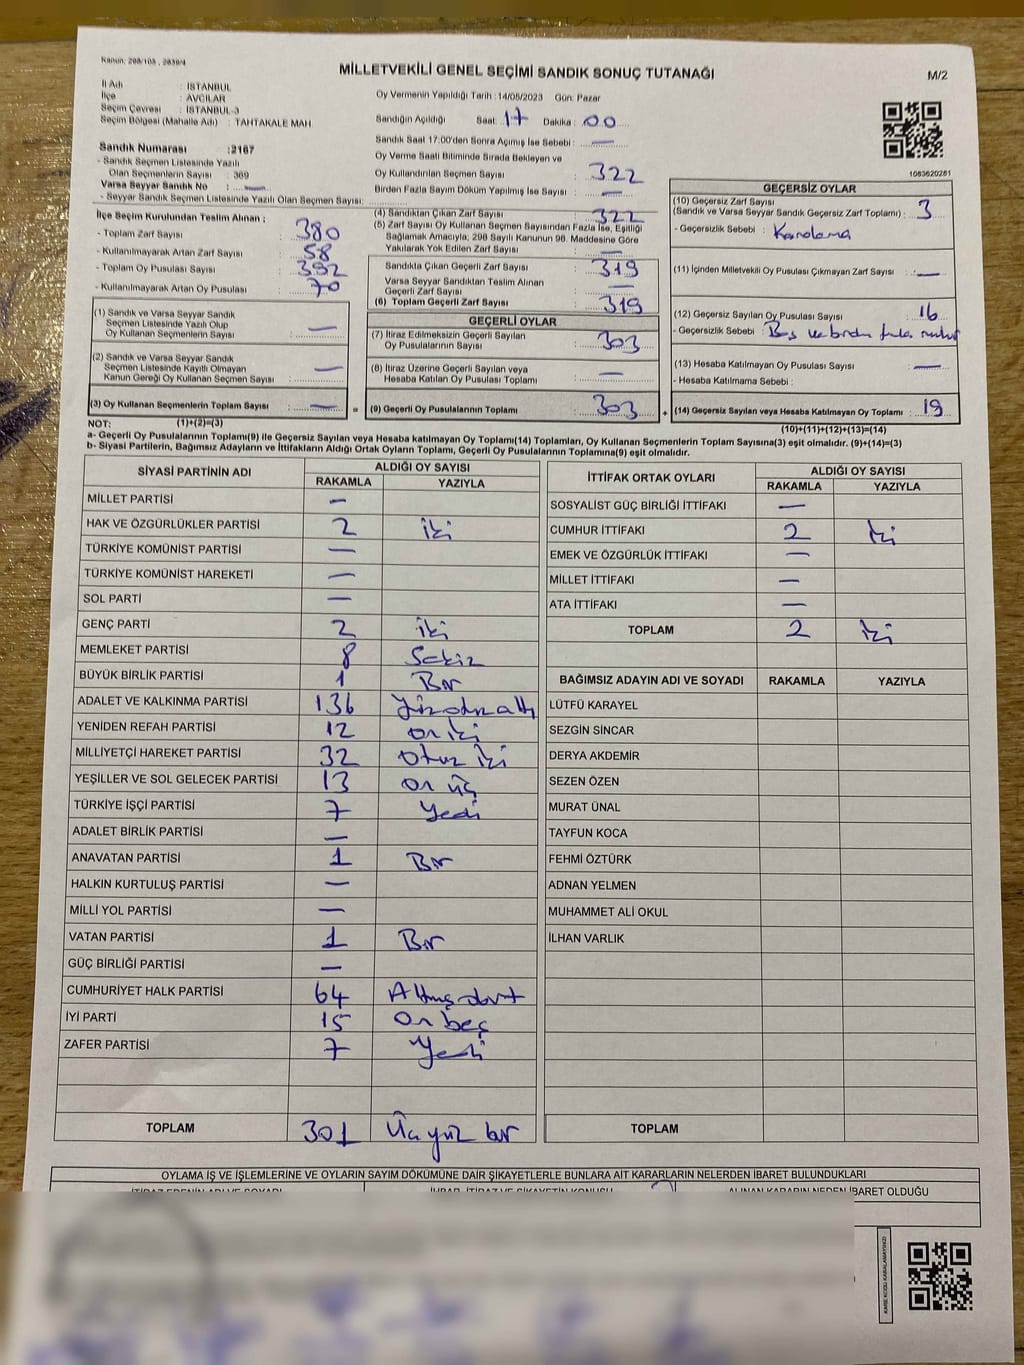 Kanun: 298/103 , 2839/4
MİLLETVEKİLİ GENEL SEÇİMİ SANDIK SONUÇ TUTANAĞI
M/2
İl Adı : İSTANBUL
İlçe : AVCILAR
Seçim Çevresi : İSTANBUL-3
Seçim Bölgesi (Mahalle Adı) : TAHTAKALE MAH.
Oy Vermenin Yapıldığı Tarih : 14/05/2023 Gün: Pazar
Sandığın Açıldığı Saat: 17 Dakika : 00
Sandık Saat 17:00'den Sonra Açılmış İse Sebebi : —
Oy Verme Saati Bitiminde Sırada Bekleyen ve
Oy Kullandırılan Seçmen Sayısı : 322
Birden Fazla Sayım Döküm Yapılmış İse Sayısı : —
Sandık Numarası :2167
- Sandık Seçmen Listesinde Yazılı
Olan Seçmenlerin Sayısı : 369
Varsa Seyyar Sandık No : —
- Seyyar Sandık Seçmen Listesinde Yazılı Olan Seçmen Sayısı:
1063620281
İlçe Seçim Kurulundan Teslim Alınan ;
- Toplam Zarf Sayısı : 380
- Kullanılmayarak Artan Zarf Sayısı : 58
- Toplam Oy Pusulası Sayısı : 392
- Kullanılmayarak Artan Oy Pusulası : 70
(1) Sandık ve Varsa Seyyar Sandık
Seçmen Listesinde Yazılı Olup
Oy Kullanan Seçmenlerin Sayısı : —
(2) Sandık ve Varsa Seyyar Sandık
Seçmen Listesinde Kayıtlı Olmayan
Kanun Gereği Oy Kullanan Seçmen Sayısı : —
(3) Oy Kullanan Seçmenlerin Toplam Sayısı : —
(1)+(2)=(3)
(4) Sandıktan Çıkan Zarf Sayısı : 322
(5) Zarf Sayısı Oy Kullanan Seçmen Sayısından Fazla İse, Eşitliği
Sağlamak Amacıyla, 298 Sayılı Kanunun 98. Maddesine Göre
Yakılarak Yok Edilen Zarf Sayısı : —
Sandıkta Çıkan Geçerli Zarf Sayısı : 319
Varsa Seyyar Sandıktan Teslim Alınan
Geçerli Zarf Sayısı : —
(6) Toplam Geçerli Zarf Sayısı : 319
GEÇERLİ OYLAR
(7) İtiraz Edilmeksizin Geçerli Sayılan
Oy Pusulalarının Sayısı : 303
(8) İtiraz Üzerine Geçerli Sayılan veya
Hesaba Katılan Oy Pusulası Toplamı : —
= (9) Geçerli Oy Pusulalarının Toplamı : 303
GEÇERSİZ OYLAR
(10) Geçersiz Zarf Sayısı
(Sandık ve Varsa Seyyar Sandık Geçersiz Zarf Toplamı) : 3
- Geçersizlik Sebebi : Karalama
(11) İçinden Milletvekili Oy Pusulası Çıkmayan Zarf Sayısı : —
(12) Geçersiz Sayılan Oy Pusulası Sayısı : 16
- Geçersizlik Sebebi : Boş ve birden fazla mühür
(13) Hesaba Katılmayan Oy Pusulası Sayısı : —
- Hesaba Katılmama Sebebi :
+ (14) Geçersiz Sayılan veya Hesaba Katılmayan Oy Toplamı : 19
(10)+(11)+(12)+(13)=(14)
NOT:
a- Geçerli Oy Pusulaları Toplamı(9) ile Geçersiz Sayılan veya Hesaba katılmayan Oy Toplamı(14) Toplamları, Oy Kullanan Seçmenlerin Toplam Sayısına(3) eşit olmalıdır. (9)+(14)=(3)
b- Siyasi Partilerin, Bağımsız Adayların ve İttifakların Aldığı Ortak Oyların Toplamı, Geçerli Oy Pusulalarının Toplamına(9) eşit olmalıdır.
SİYASİ PARTİNİN ADI ALDIĞI OY SAYISI
RAKAMLA YAZIYLA
MİLLET PARTİSİ —
HAK VE ÖZGÜRLÜKLER PARTİSİ 2 iki
TÜRKİYE KOMÜNİST PARTİSİ —
TÜRKİYE KOMÜNİST HAREKETİ —
SOL PARTİ —
GENÇ PARTİ 2 iki
MEMLEKET PARTİSİ 8 Sekiz
BÜYÜK BİRLİK PARTİSİ 1 Bir
ADALET VE KALKINMA PARTİSİ 136 Yüzotuzaltı
YENİDEN REFAH PARTİSİ 12 on iki
MİLLİYETÇİ HAREKET PARTİSİ 32 otuz iki
YEŞİLLER VE SOL GELECEK PARTİSİ 13 on üç
TÜRKİYE İŞÇİ PARTİSİ 7 Yedi
ADALET BİRLİK PARTİSİ —
ANAVATAN PARTİSİ 1 Bir
HALKIN KURTULUŞ PARTİSİ —
MİLLİ YOL PARTİSİ —
VATAN PARTİSİ 1 Bir
GÜÇ BİRLİĞİ PARTİSİ —
CUMHURİYET HALK PARTİSİ 64 Altmışdört
İYİ PARTİ 15 On beş
ZAFER PARTİSİ 7 Yedi
TOPLAM 301 Üçyüz bir
İTTİFAK ORTAK OYLARI ALDIĞI OY SAYISI
RAKAMLA YAZIYLA
SOSYALİST GÜÇ BİRLİĞİ İTTİFAKI —
CUMHUR İTTİFAKI 2 iki
EMEK VE ÖZGÜRLÜK İTTİFAKI —
MİLLET İTTİFAKI —
ATA İTTİFAKI —
TOPLAM 2 iki
BAĞIMSIZ ADAYIN ADI VE SOYADI RAKAMLA YAZIYLA
LÜTFÜ KARAYEL
SEZGİN SİNCAR
DERYA AKDEMİR
SEZEN ÖZEN
MURAT ÜNAL
TAYFUN KOCA
FEHMİ ÖZTÜRK
ADNAN YELMEN
MUHAMMET ALİ OKUL
İLHAN VARLIK
TOPLAM
OYLAMA İŞ VE İŞLEMLERİNE VE OYLARIN SAYIM DÖKÜMÜNE DAİR ŞİKAYETLERLE BUNLARA AİT KARARLARIN NELERDEN İBARET BULUNDUKLARI
ALINAN KARARIN NEDEN İBARET OLDUĞU
KARE KODU KARALAMAYINIZ!